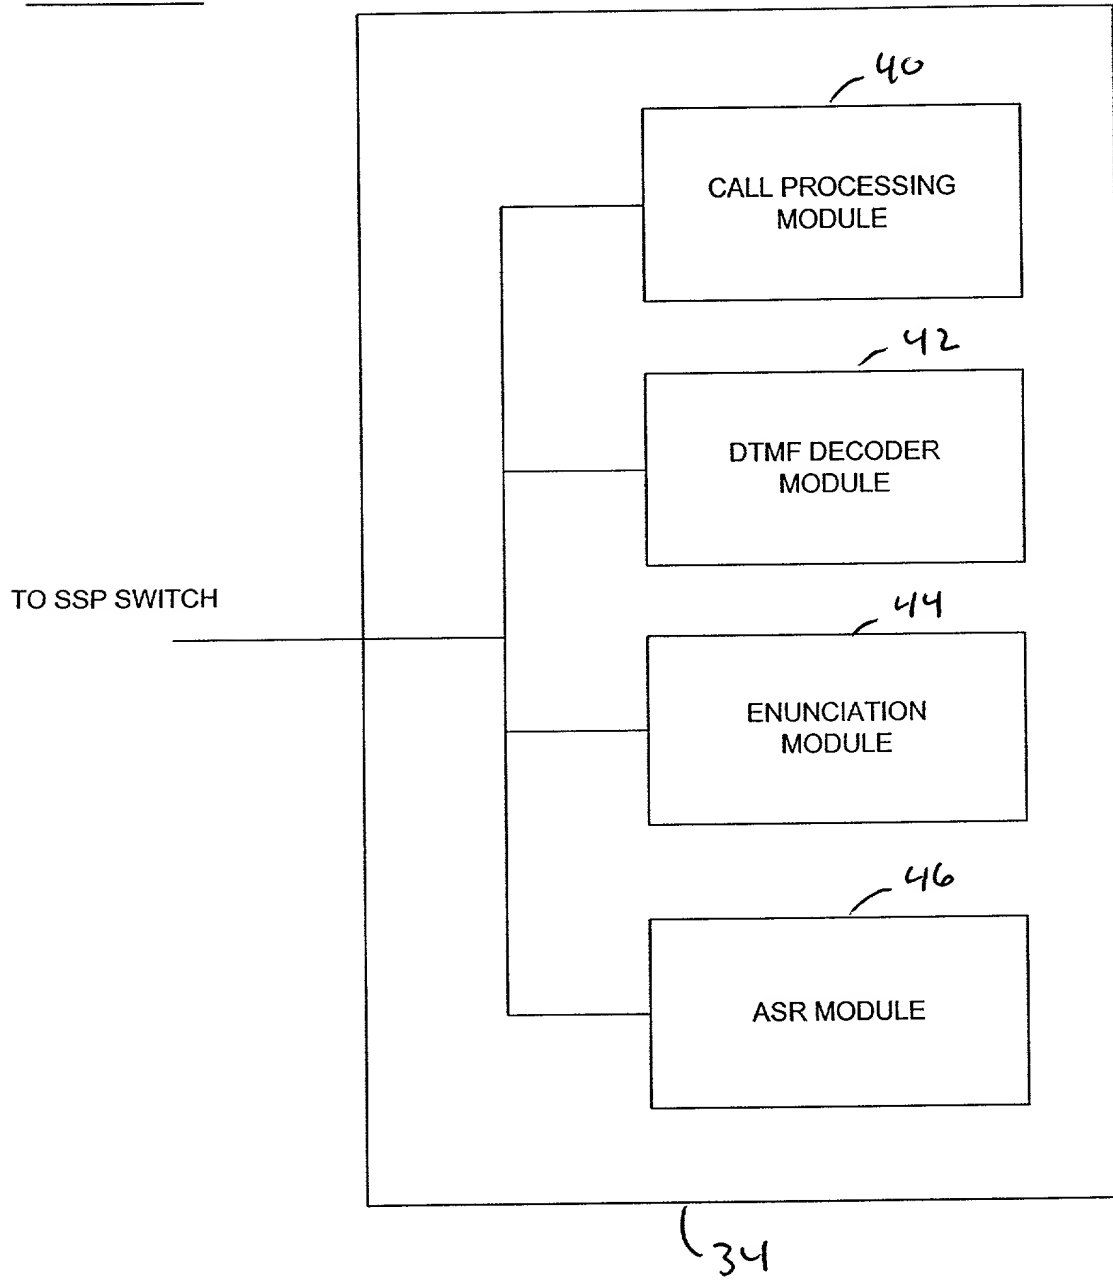 40
CALL PROCESSING
MODULE
42
DTMF DECODER
MODULE
TO SSP SWITCH
44
ENUNCIATION
MODULE
46
ASR MODULE
34